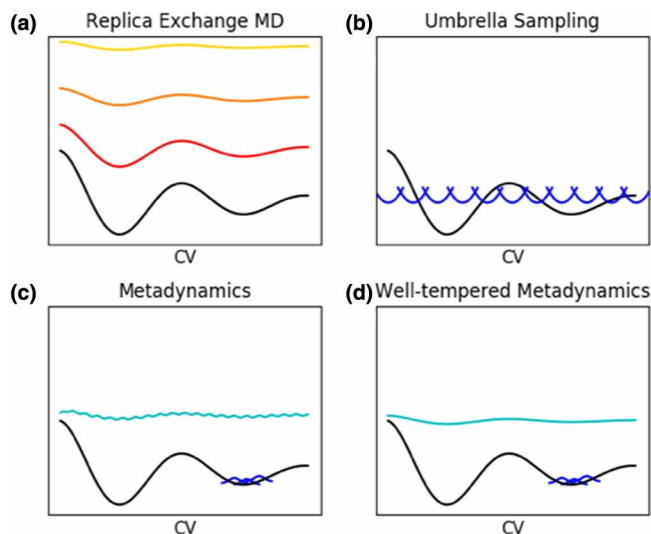 (a) Replica Exchange MD
CV
(b) Umbrella Sampling
CV
(c) Metadynamics
CV
(d) Well-tempered Metadynamics
CV